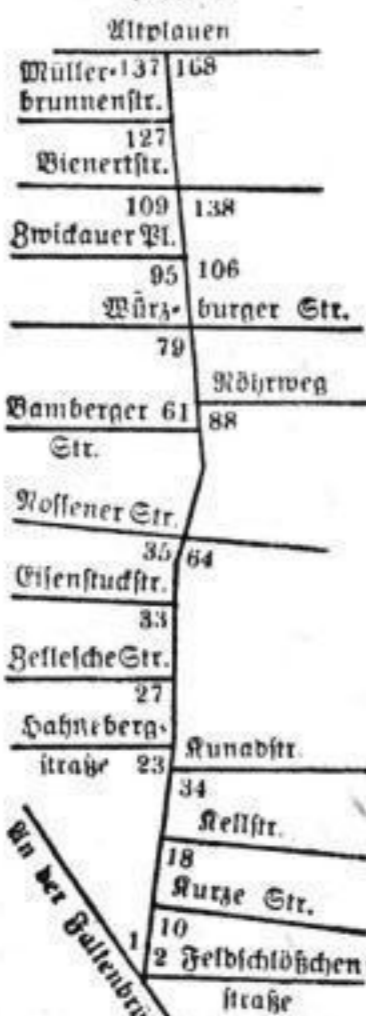 Altplauen
Müller- 137 168
brunnenstr.
127
Bienertstr.
109 138
Zwickauer Pl.
95 106
Würz- burger Str.
79
Röhrweg
Bamberger 61 88
Str.
Nossener Str.
35 64
Eisenstuckstr.
33
Zellesche Str.
27
Hahneberg-
straße 23
Kunadstr.
34
Kellstr.
18
Kurze Str.
10
1
2 Feldschlößchen
straße
An der Falkenbrü